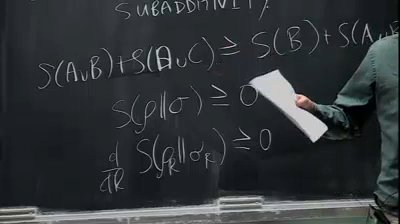 SUBADDITIVITY
S(A∪B)+S(A∪C) ≥ S(B)+S(A∪B
S(ρ||σ) ≥ 0
d/dR S(ρ_R||σ_R) ≥ 0